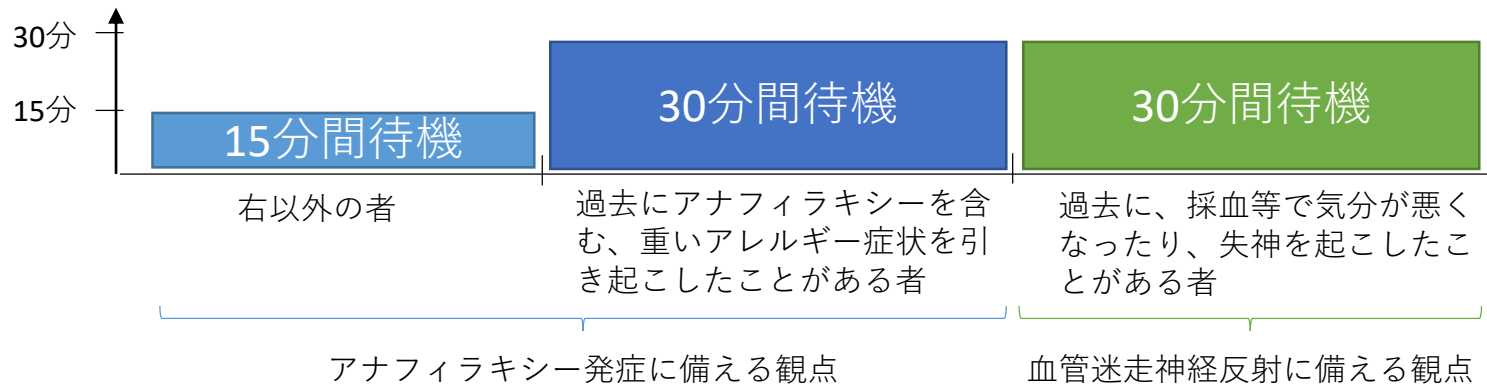 30分
15分
15分間待機
30分間待機
30分間待機
右以外の者
過去にアナフィラキシーを含
む、重いアレルギー症状を引
き起こしたことがある者
過去に、採血等で気分が悪く
なったり、失神を起こしたこ
とがある者
アナフィラキシー発症に備える観点
血管迷走神経反射に備える観点